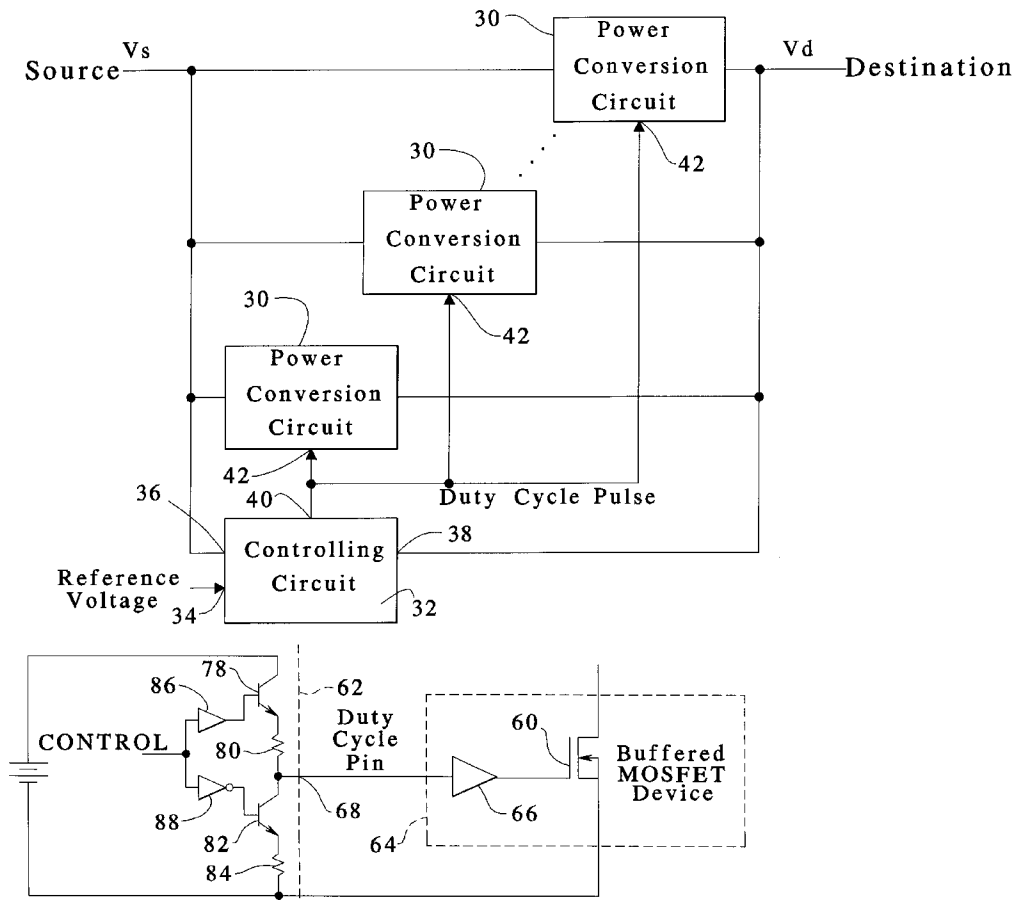 30
Power
Conversion
Circuit
Vs
Source
Vd
Destination
42
30
Power
Conversion
Circuit
42
30
Power
Conversion
Circuit
42
40
Duty Cycle Pulse
36
38
Controlling
Circuit
Reference
Voltage
34
32
78
86
62
CONTROL
80
Duty
Cycle
Pin
60
Buffered
MOSFET
Device
88
82
68
66
64
84